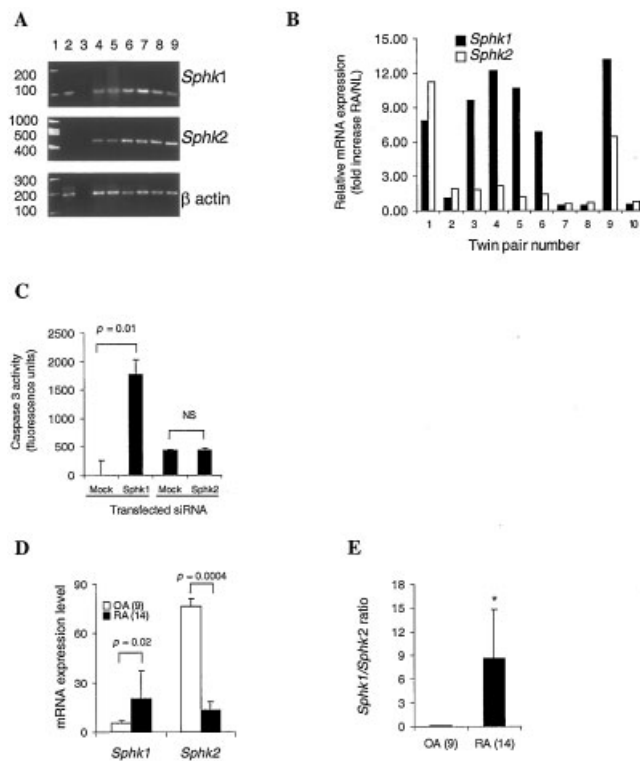 A
1 2 3 4 5 6 7 8 9
200
100
Sphk1
1000
500
400
Sphk2
300
200
100
β actin
B
Relative mRNA expression
(fold increase RA/NL)
15.00
12.00
9.00
6.00
3.00
0.00
Sphk1
Sphk2
1 2 3 4 5 6 7 8 9 10
Twin pair number
C
Caspase 3 activity
(fluorescence units)
2500
2000
1500
1000
500
0
p = 0.01
NS
Mock Sphk1 Mock Sphk2
Transfected siRNA
D
mRNA expression level
90
60
30
0
OA (9)
RA (14)
p = 0.02
p = 0.0004
Sphk1 Sphk2
E
Sphk1/Sphk2 ratio
18
15
12
9
6
3
0
*
OA (9) RA (14)